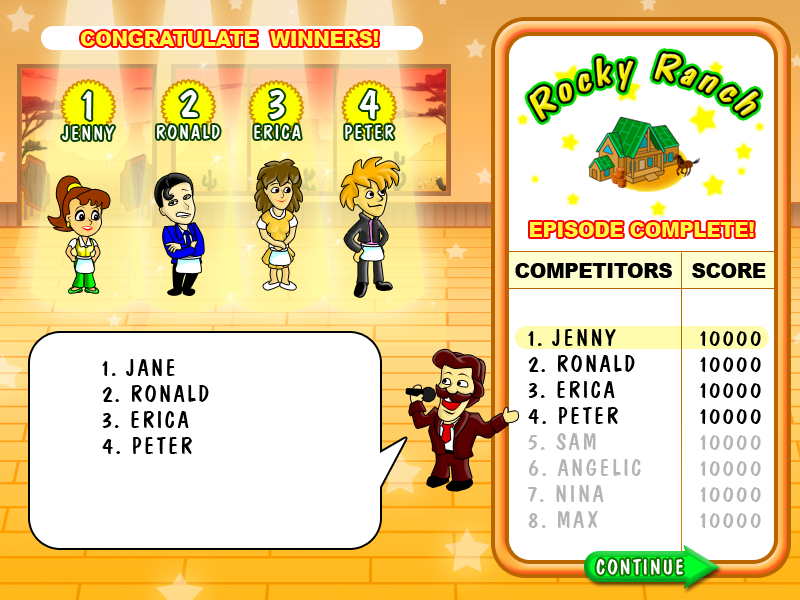 CONGRATULATE WINNERS!
1 2 3 4
JENNY RONALD ERICA PETER
1. JANE
2. RONALD
3. ERICA
4. PETER
Rocky Ranch
EPISODE COMPLETE!
COMPETITORS SCORE
1. JENNY 10000
2. RONALD 10000
3. ERICA 10000
4. PETER 10000
5. SAM 10000
6. ANGELIC 10000
7. NINA 10000
8. MAX 10000
CONTINUE